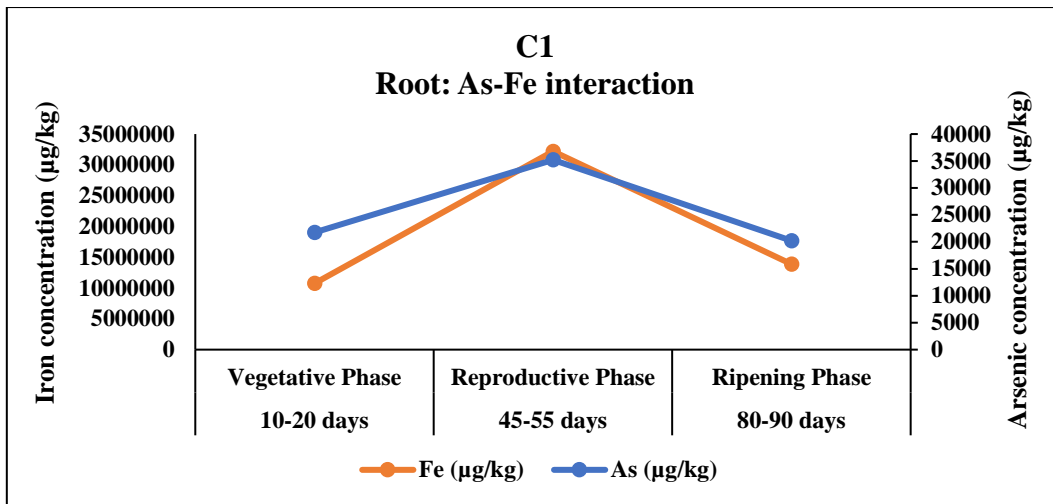 C1
Root: As-Fe interaction
Iron concentration (µg/kg)
35000000
30000000
25000000
20000000
15000000
10000000
5000000
0
40000
35000
30000
25000
20000
15000
10000
5000
0
Arsenic concentration (µg/kg)
Vegetative Phase
Reproductive Phase
Ripening Phase
10-20 days
45-55 days
80-90 days
Fe (µg/kg)
As (µg/kg)